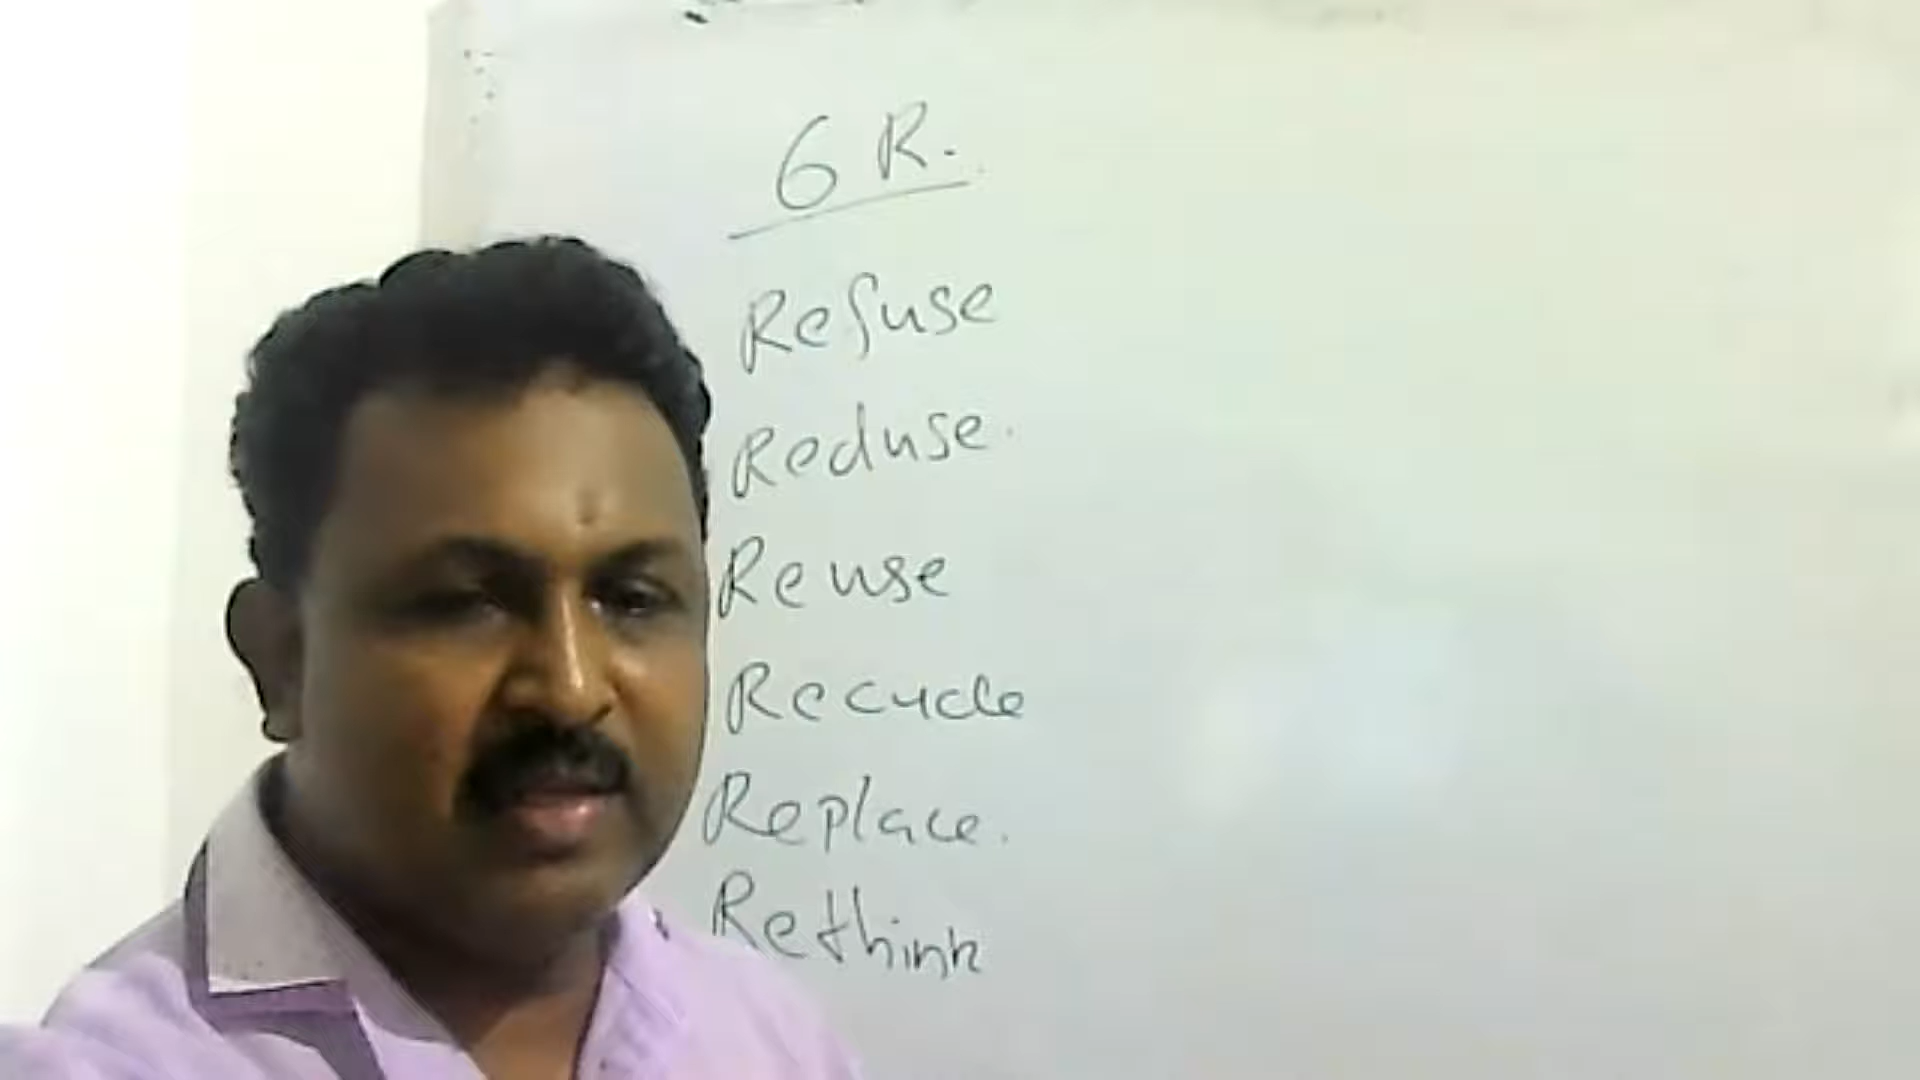 6 R.
Refuse
Reduse.
Reuse
Recycle
Replace.
Rethink